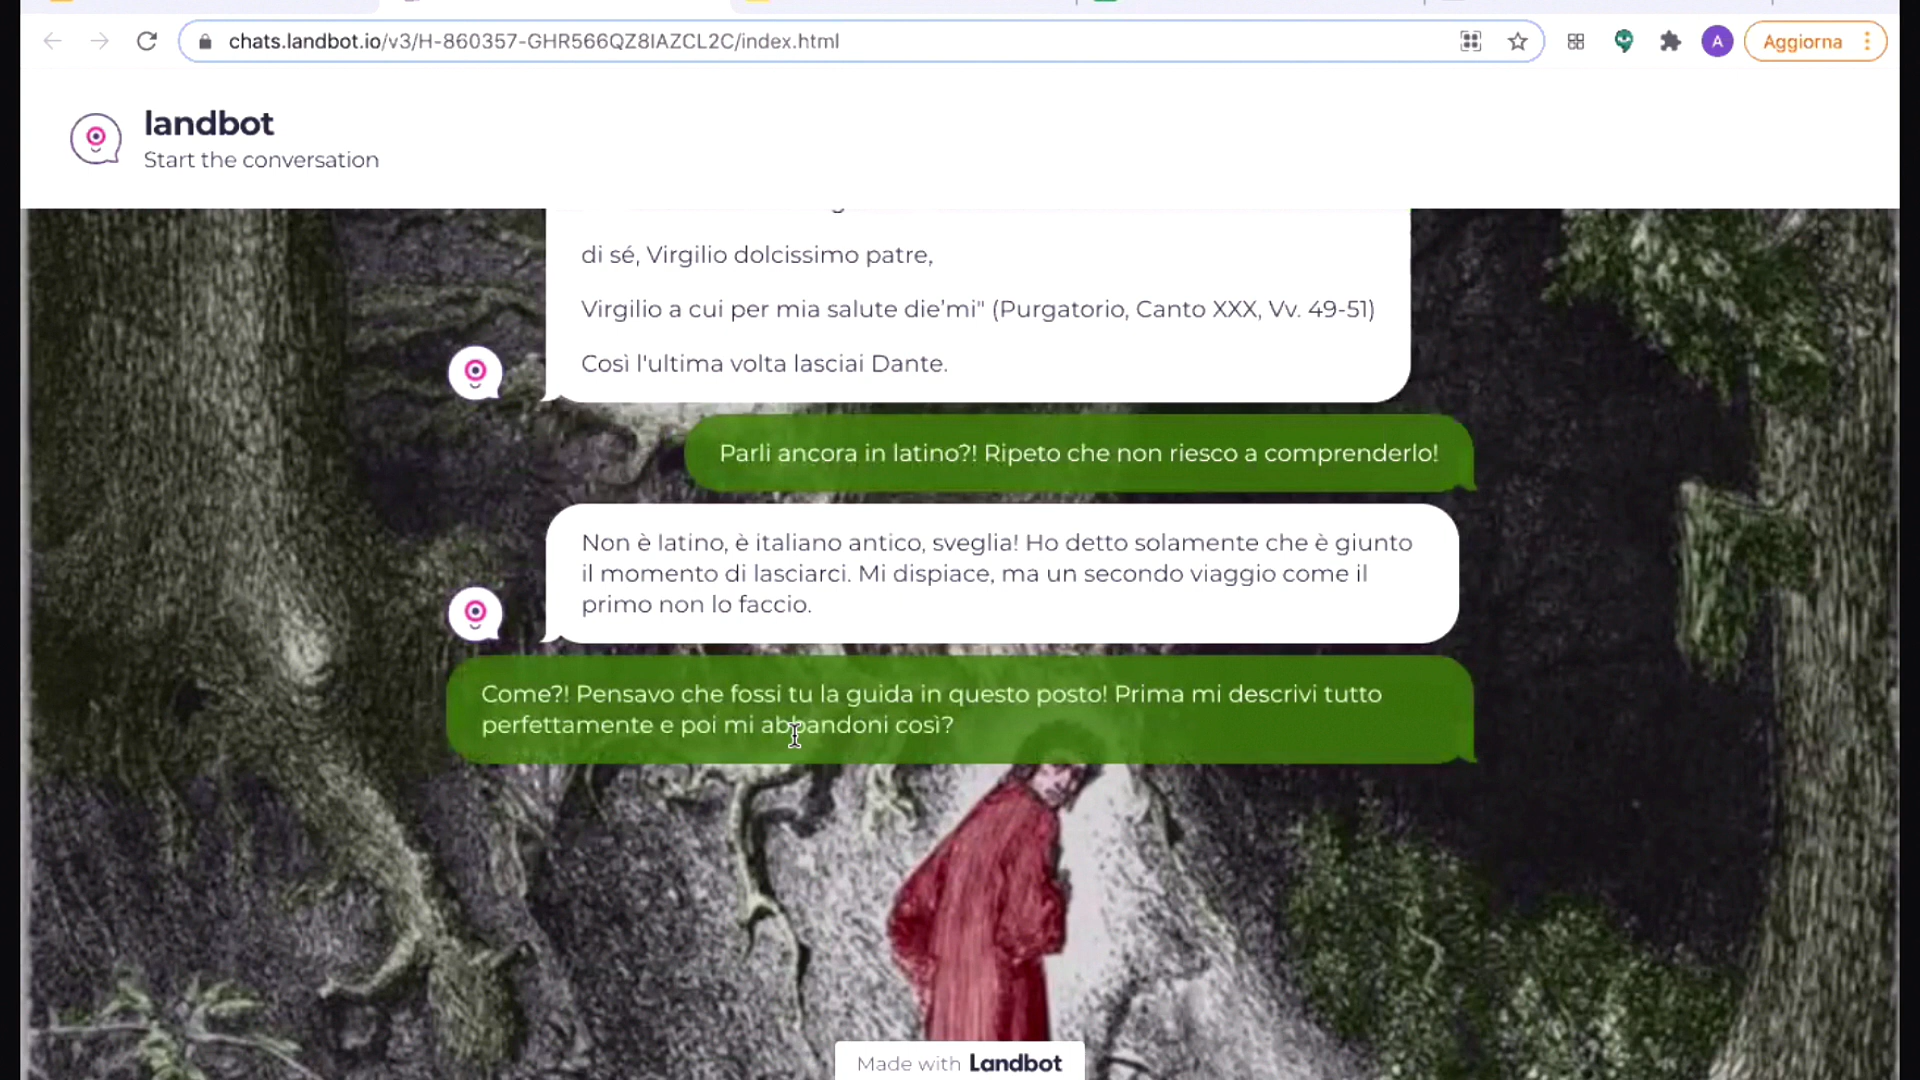 chats.landbot.io/v3/H-860357-GHR566QZ8IAZCL2C/index.html
A
Aggiorna
landbot
Start the conversation
di sé, Virgilio dolcissimo patre,
Virgilio a cui per mia salute die'mi" (Purgatorio, Canto XXX, Vv. 49-51)
Così l'ultima volta lasciai Dante.
Parli ancora in latino?! Ripeto che non riesco a comprenderlo!
Non è latino, è italiano antico, sveglia! Ho detto solamente che è giunto
il momento di lasciarci. Mi dispiace, ma un secondo viaggio come il
primo non lo faccio.
Come?! Pensavo che fossi tu la guida in questo posto! Prima mi descrivi tutto
perfettamente e poi mi abbandoni così?
Made with Landbot